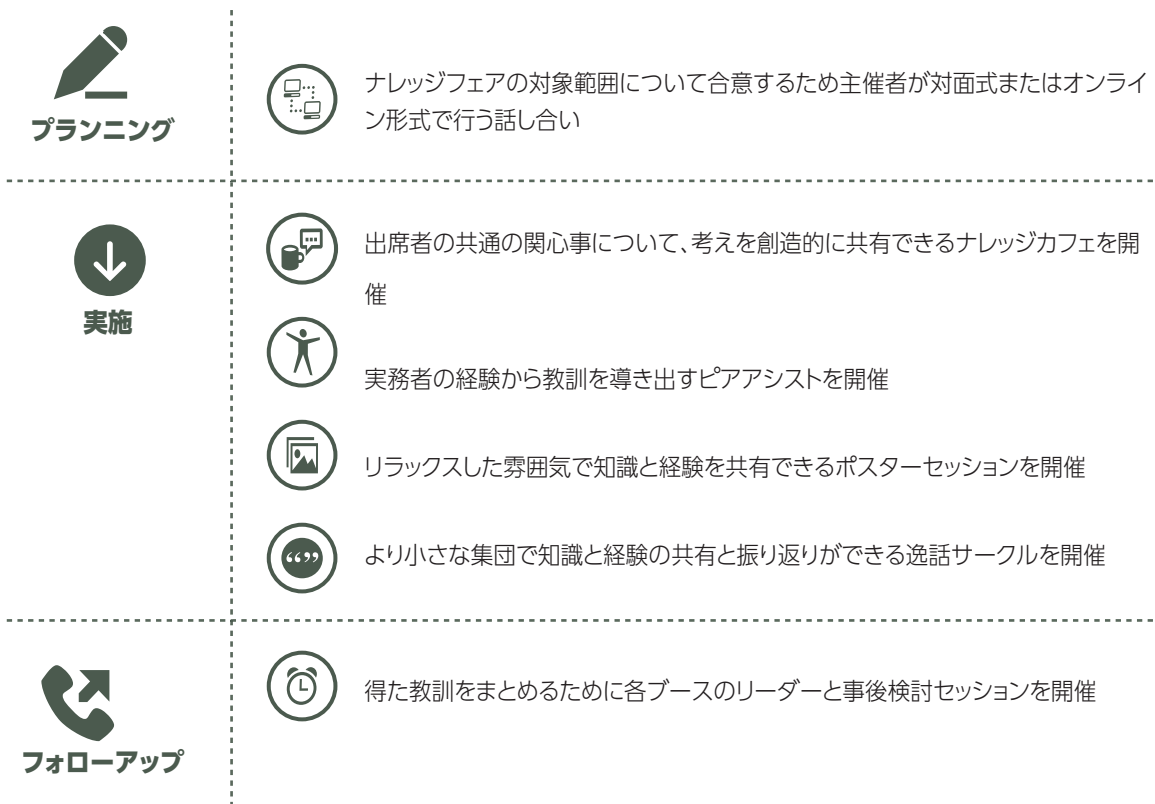 プランニング
ナレッジフェアの対象範囲について合意するため主催者が対面式またはオンライ
ン形式で行う話し合い
実施
出席者の共通の関心事について、考えを創造的に共有できるナレッジカフェを開
催
実務者の経験から教訓を導き出すピアアシストを開催
リラックスした雰囲気で知識と経験を共有できるポスターセッションを開催
より小さな集団で知識と経験の共有と振り返りができる逸話サークルを開催
フォローアップ
得た教訓をまとめるために各ブースのリーダーと事後検討セッションを開催